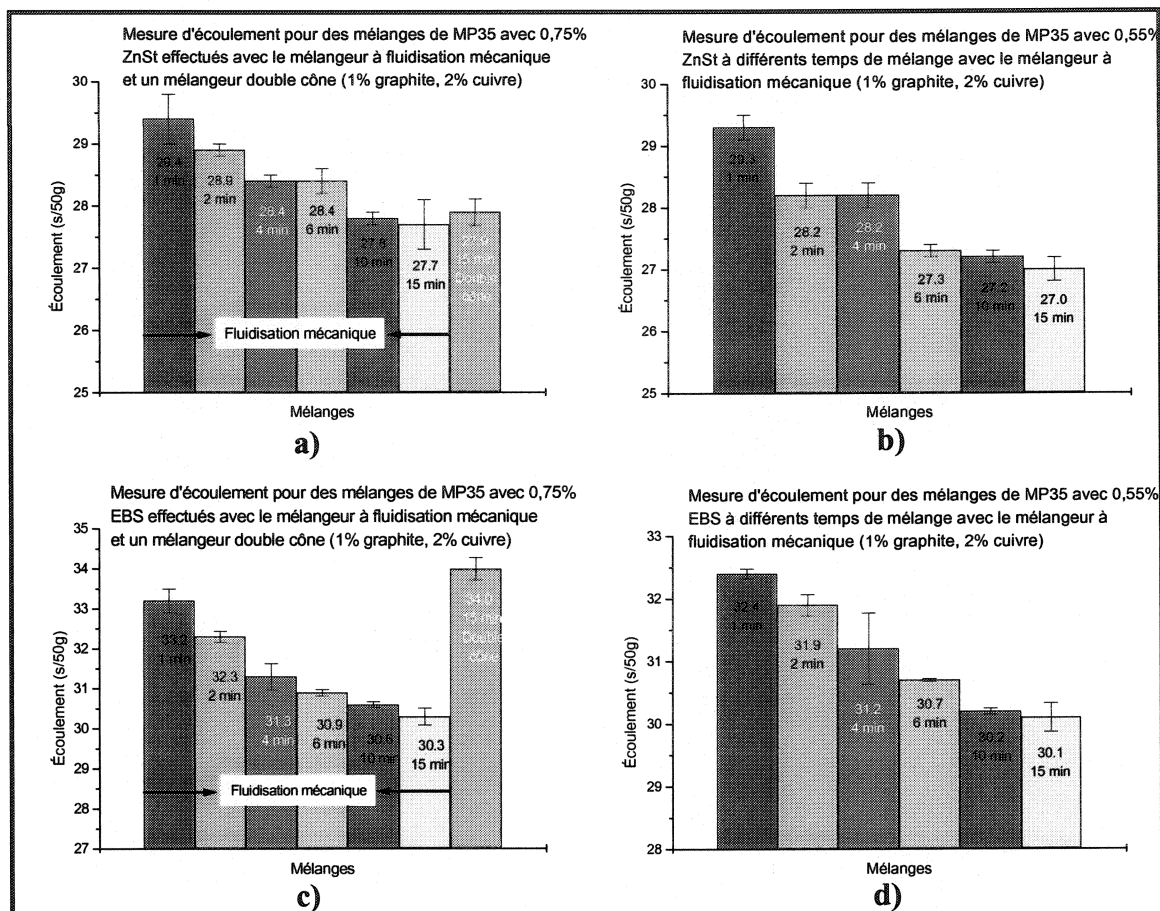 Mesure d'écoulement pour des mélanges de MP35 avec 0,75%
ZnSt effectués avec le mélangeur à fluidisation mécanique
et un mélangeur double cône (1% graphite, 2% cuivre)
Écoulement (s/50g)
30
29
28
27
26
25
29.4
1 min
28.9
2 min
28.4
4 min
28.4
6 min
27.8
10 min
27.7
15 min
27.9
15 min
Double
cône
Fluidisation mécanique
Mélanges
a)
Mesure d'écoulement pour des mélanges de MP35 avec 0,55%
ZnSt à différents temps de mélange avec le mélangeur à
fluidisation mécanique (1% graphite, 2% cuivre)
Écoulement (s/50g)
30
29
28
27
26
25
29.3
1 min
28.2
2 min
28.2
4 min
27.3
6 min
27.2
10 min
27.0
15 min
Mélanges
b)
Mesure d'écoulement pour des mélanges de MP35 avec 0,75%
EBS effectués avec le mélangeur à fluidisation mécanique
et un mélangeur double cône (1% graphite, 2% cuivre)
Écoulement (s/50g)
35
34
33
32
31
30
29
28
27
33.2
1 min
32.3
2 min
31.3
4 min
30.9
6 min
30.6
10 min
30.3
15 min
34.0
15 min
Double
cône
Fluidisation mécanique
Mélanges
c)
Mesure d'écoulement pour des mélanges de MP35 avec 0,55%
EBS à différents temps de mélange avec le mélangeur à
fluidisation mécanique (1% graphite, 2% cuivre)
Écoulement (s/50g)
33
32
31
30
29
28
32.4
1 min
31.9
2 min
31.2
4 min
30.7
6 min
30.2
10 min
30.1
15 min
Mélanges
d)